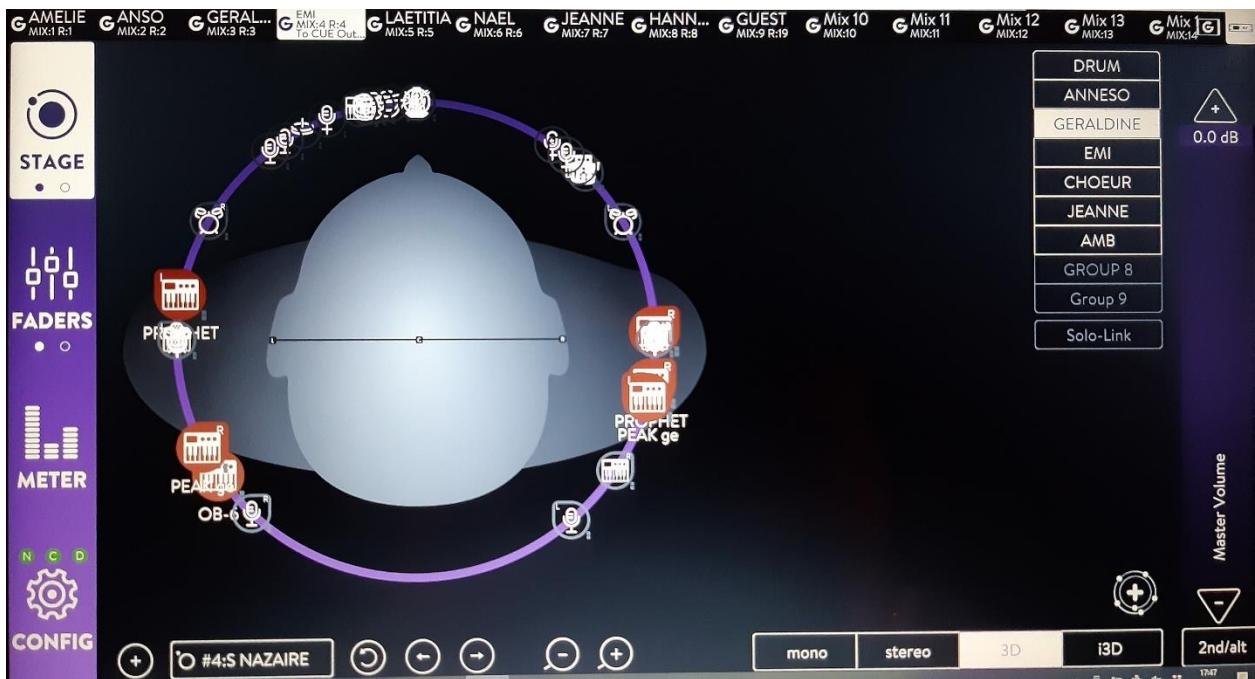 AMELIE
MIX:1 R:1
ANSO
MIX:2 R:2
GERAL...
MIX:3 R:3
EMI
MIX:4 R:4
To CUE Out...
LAETITIA
MIX:5 R:5
NAEL
MIX:6 R:6
JEANNE
MIX:7 R:7
HANN...
MIX:8 R:8
GUEST
MIX:9 R:19
Mix 10
MIX:10
Mix 11
MIX:11
Mix 12
MIX:12
Mix 13
MIX:13
Mix
MIX:14
STAGE
FADERS
METER
N C D
CONFIG
PEAK ge
OB-6
PROPHET
PEAK ge
DRUM
ANNESO
GERALDINE
EMI
CHOEUR
JEANNE
AMB
GROUP 8
Group 9
Solo-Link
+
0.0 dB
Master Volume
-
2nd/alt
#4:S NAZAIRE
mono
stereo
3D
i3D
17:47